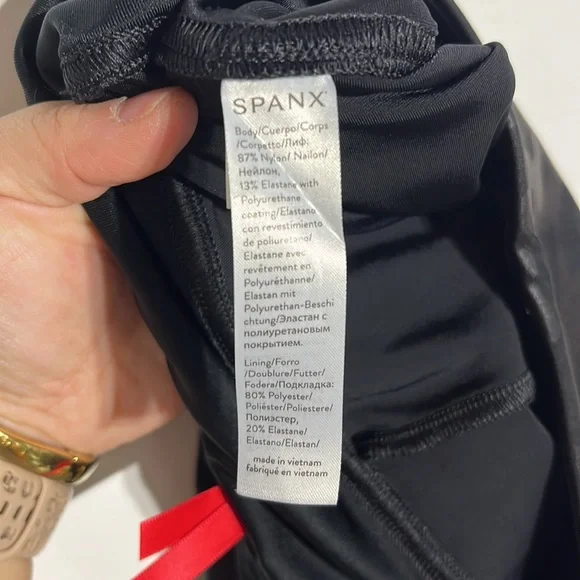 SPANX
Body/Cuerpo/Corps
/Corpetto/Лиф:
87% Nylon/ Nailon/
Нейлон,
13% Elastane with
Polyurethane
coating/Elastano
con revestimiento
de poliuretano/
Elastane avec
revêtement en
Polyuréthanne/
Elastan mit
Polyurethan-Beschi
chtung/Эластан с
полиуретановым
покрытием.
Lining/Forro
/Doublure/Futter/
Fodera/Подкладка:
80% Polyester/
Poliéster/Poliestere/
Полиэстер,
20% Elastane/
Elastano/Elastan/
made in vietnam
fabriqué en vietnam